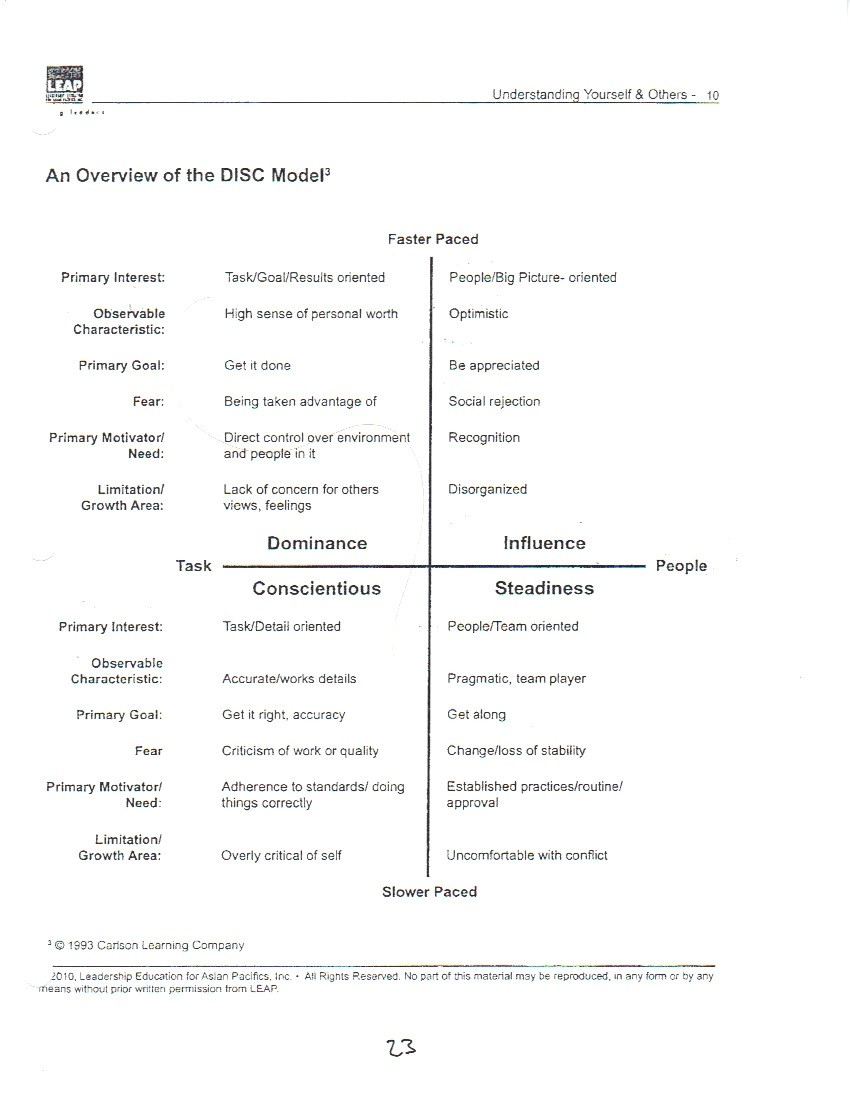 LEAP
Understanding Yourself & Others - 10
An Overview of the DISC Model³
Faster Paced
Primary Interest: Task/Goal/Results oriented People/Big Picture- oriented
Observable High sense of personal worth Optimistic
Characteristic:
Primary Goal: Get it done Be appreciated
Fear: Being taken advantage of Social rejection
Primary Motivator/ Direct control over environment Recognition
Need: and people in it
Limitation/ Lack of concern for others Disorganized
Growth Area: views, feelings
Dominance Influence
Task People
Conscientious Steadiness
Primary Interest: Task/Detail oriented People/Team oriented
Observable
Characteristic: Accurate/works details Pragmatic, team player
Primary Goal: Get it right, accuracy Get along
Fear Criticism of work or quality Change/loss of stability
Primary Motivator/ Adherence to standards/ doing Established practices/routine/
Need: things correctly approval
Limitation/
Growth Area: Overly critical of self Uncomfortable with conflict
Slower Paced
³ © 1993 Carlson Learning Company
2010, Leadership Education for Asian Pacifics, Inc. • All Rights Reserved. No part of this material may be reproduced, in any form or by any
means without prior written permission from LEAP.
23